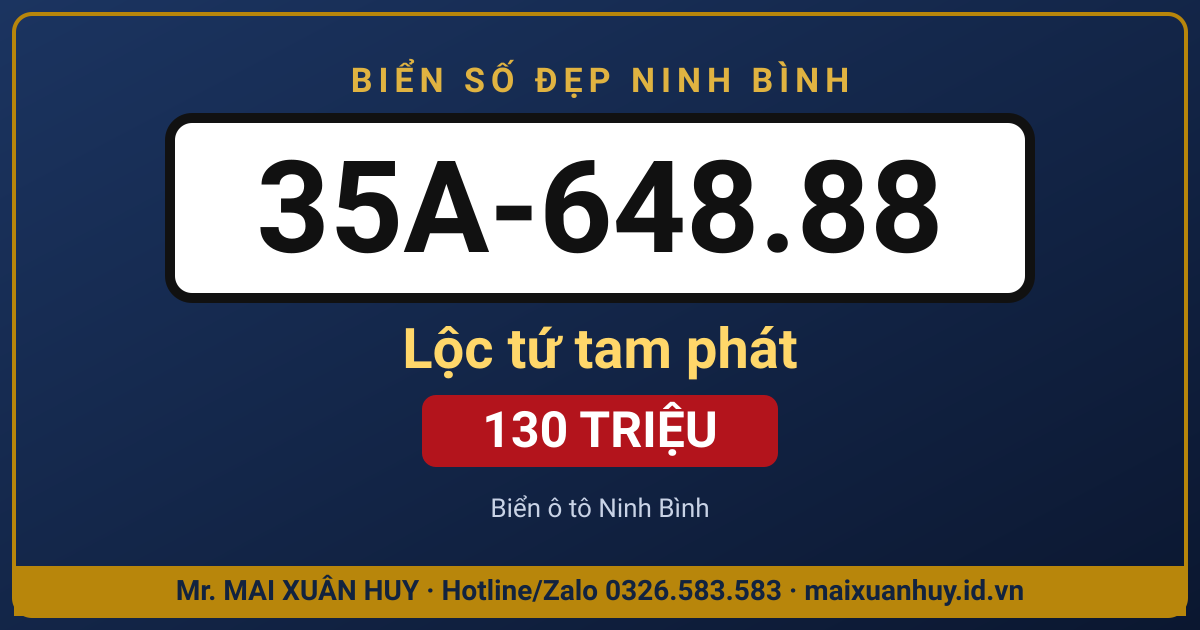 BIỂN SỐ ĐẸP NINH BÌNH
35A-648.88
Lộc tứ tam phát
130 TRIỆU
Biển ô tô Ninh Bình
Mr. MAI XUÂN HUY · Hotline/Zalo 0326.583.583 · maixuanhuy.id.vn